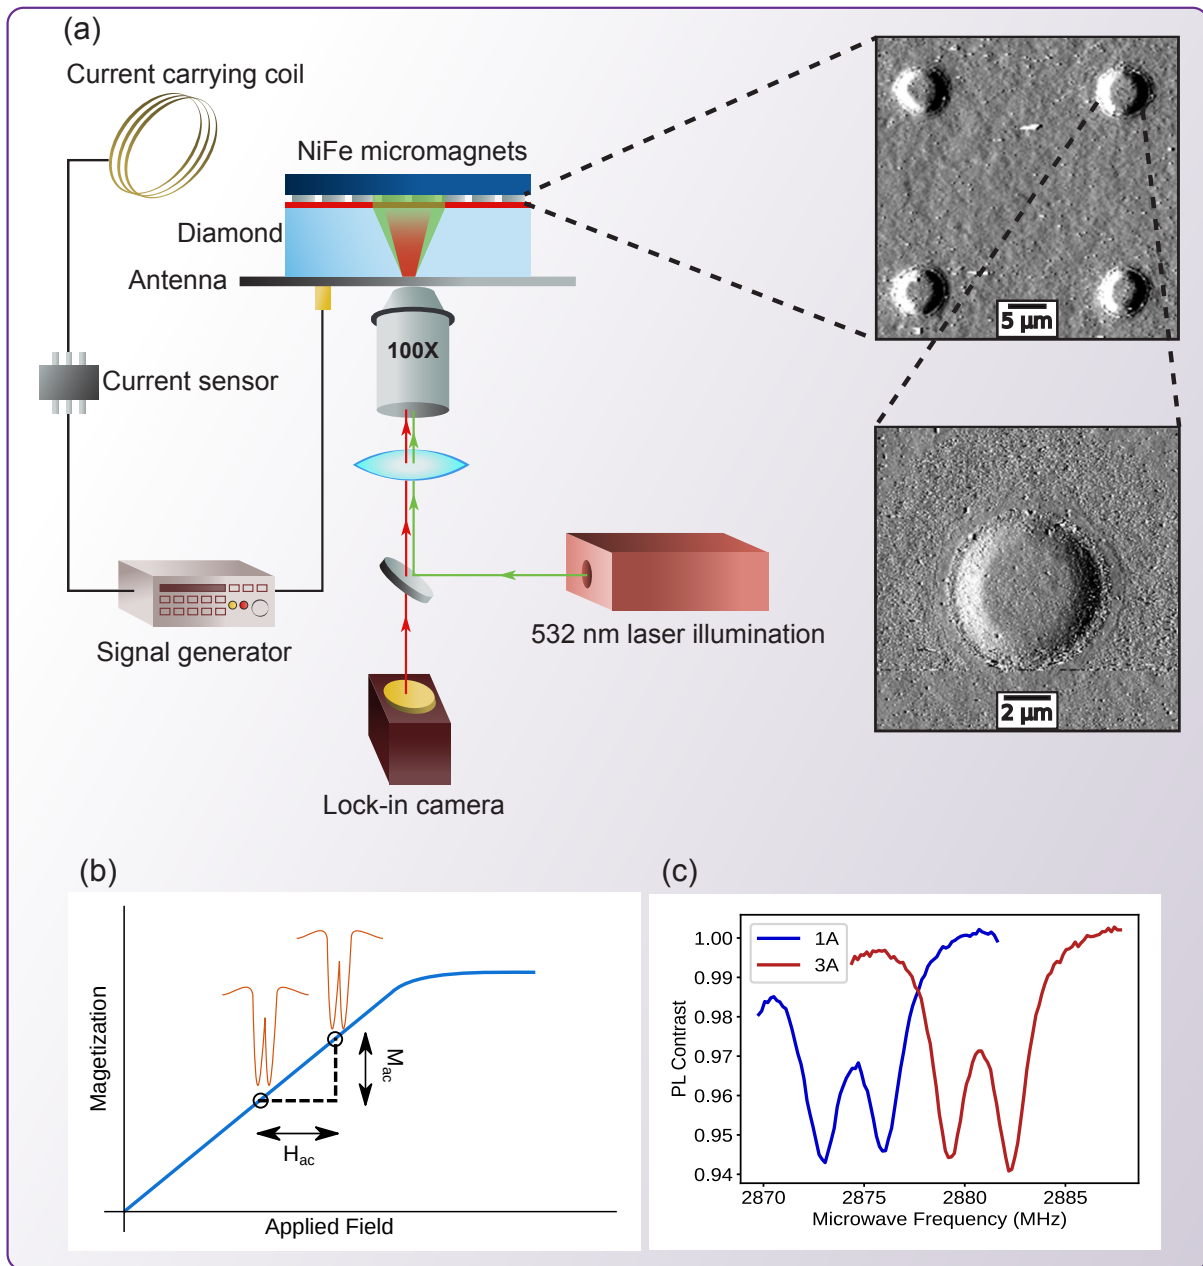 (a)
Current carrying coil
NiFe micromagnets
Diamond
Antenna
100X
Current sensor
Signal generator
532 nm laser illumination
Lock-in camera
5 μm
2 μm
(b)
Magetization
M_ac
H_ac
Applied Field
(c)
1A
3A
1.00
0.99
0.98
0.97
0.96
0.95
0.94
PL Contrast
2870 2875 2880 2885
Microwave Frequency (MHz)